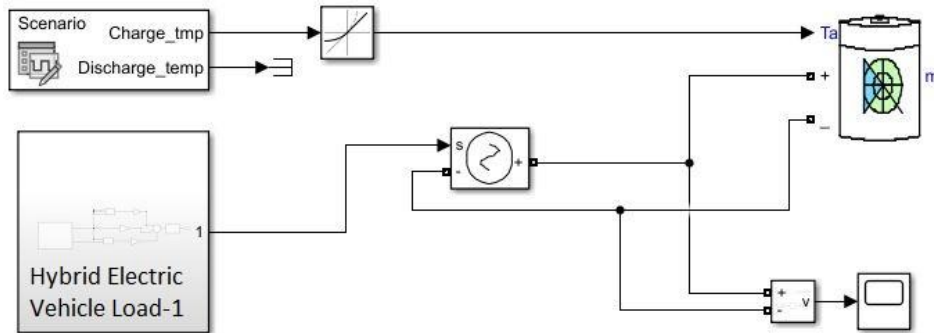 Scenario
Charge_tmp
Discharge_temp
Ta
+
m
_
s
+
-
1
Hybrid Electric
Vehicle Load-1
+
v
-